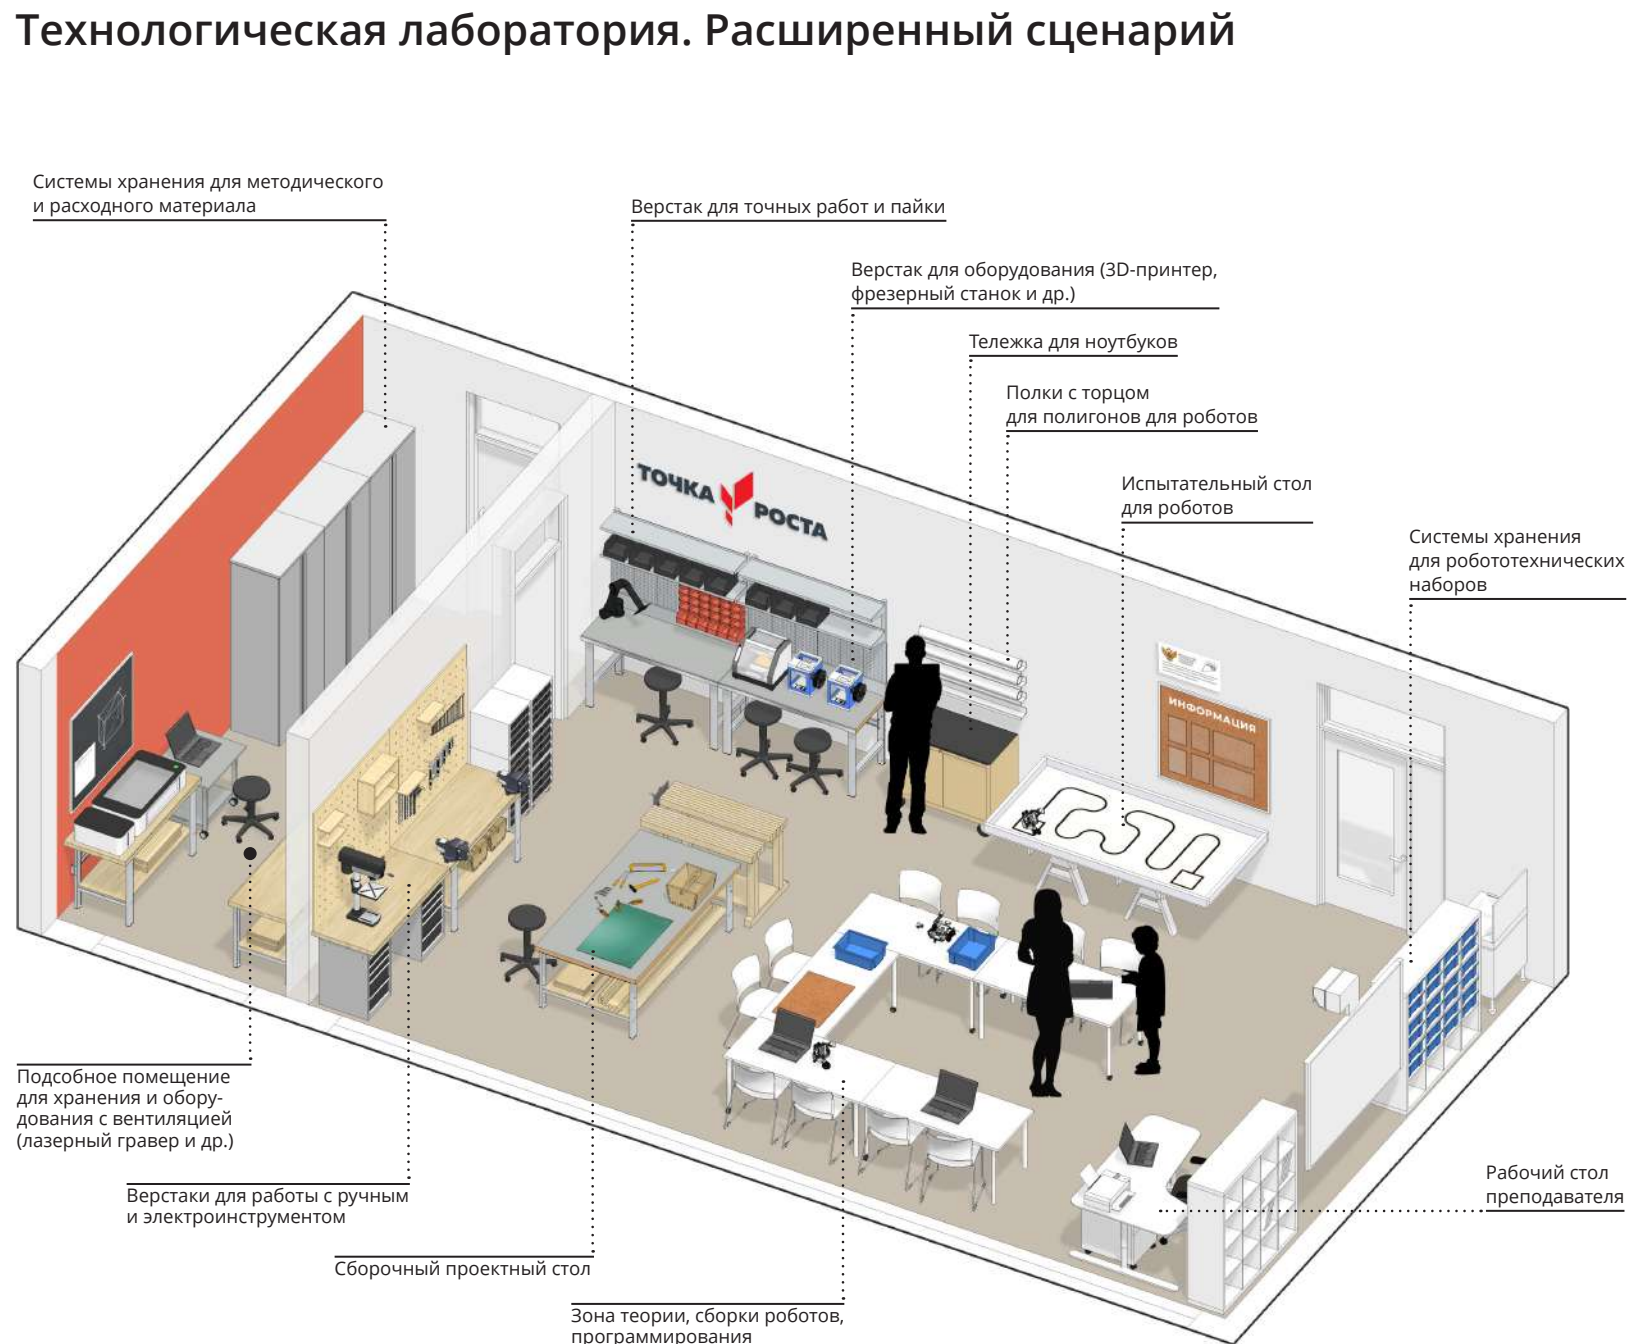 Технологическая лаборатория. Расширенный сценарий
Системы хранения для методического
и расходного материала
Верстак для точных работ и пайки
Верстак для оборудования (3D-принтер,
фрезерный станок и др.)
Тележка для ноутбуков
Полки с торцом
для полигонов для роботов
Испытательный стол
для роботов
Системы хранения
для робототехнических
наборов
ТОЧКА
РОСТА
ИНФОРМАЦИЯ
Подсобное помещение
для хранения и обору-
дования с вентиляцией
(лазерный гравер и др.)
Верстаки для работы с ручным
и электроинструментом
Сборочный проектный стол
Зона теории, сборки роботов,
программирования
Рабочий стол
преподавателя